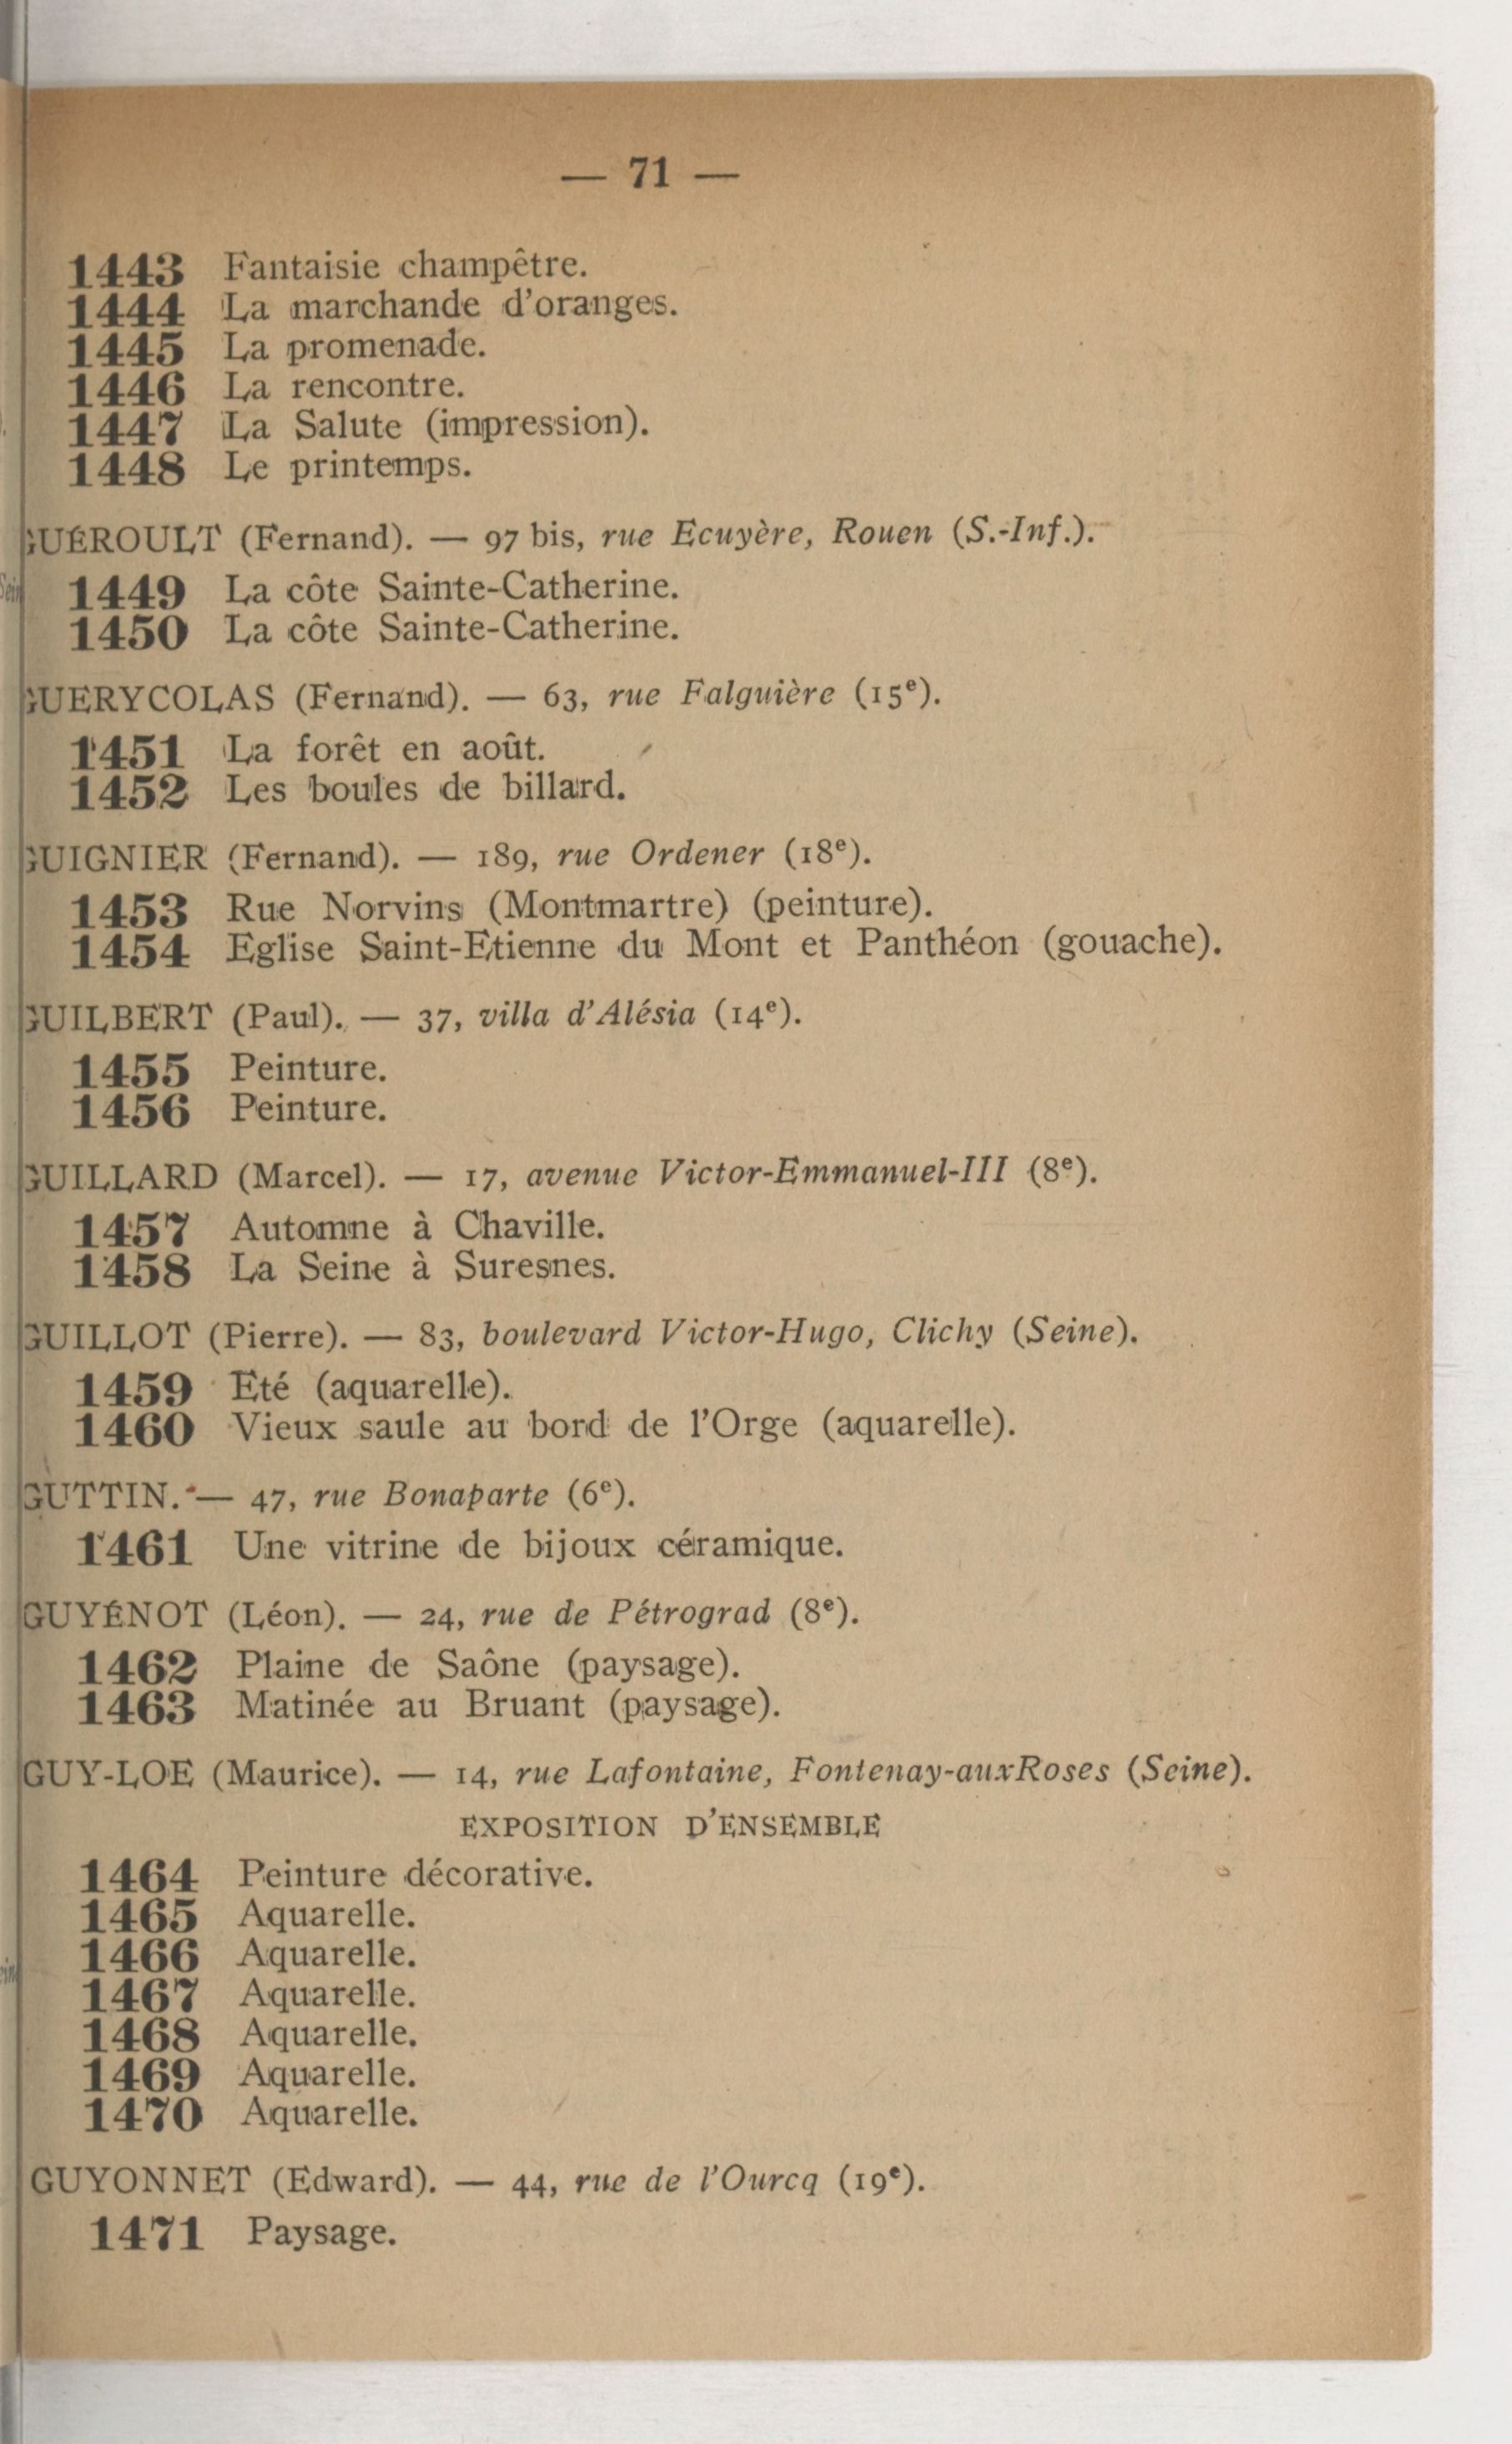 — 71 —
1443 Fantaisie champêtre.
1444 La marchande d'oranges.
1445 La promenade.
1446 La rencontre.
1447 La Salute (impression).
1448 Le printemps.
GUÉROULT (Fernand). — 97 bis, rue Ecuyère, Rouen (S.-Inf.).
1449 La côte Sainte-Catherine.
1450 La côte Sainte-Catherine.
GUERYCOLAS (Fernand). — 63, rue Falguière (15e).
1451 La forêt en août.
1452 Les boules de billard.
GUIGNIER (Fernand). — 189, rue Ordener (18e).
1453 Rue Norvins (Montmartre) (peinture).
1454 Eglise Saint-Etienne du Mont et Panthéon (gouache).
GUILBERT (Paul). — 37, villa d'Alésia (14e).
1455 Peinture.
1456 Peinture.
GUILLARD (Marcel). — 17, avenue Victor-Emmanuel-III (8e).
1457 Automne à Chaville.
1458 La Seine à Suresnes.
GUILLOT (Pierre). — 83, boulevard Victor-Hugo, Clichy (Seine).
1459 Eté (aquarelle).
1460 Vieux saule au bord de l'Orge (aquarelle).
GUTTIN. — 47, rue Bonaparte (6e).
1461 Une vitrine de bijoux céramique.
GUYÉNOT (Léon). — 24, rue de Pétrograd (8e).
1462 Plaine de Saône (paysage).
1463 Matinée au Bruant (paysage).
GUY-LOE (Maurice). — 14, rue Lafontaine, Fontenay-auxRoses (Seine).
EXPOSITION D'ENSEMBLE
1464 Peinture décorative.
1465 Aquarelle.
1466 Aquarelle.
1467 Aquarelle.
1468 Aquarelle.
1469 Aquarelle.
1470 Aquarelle.
GUYONNET (Edward). — 44, rue de l'Ourcq (19e).
1471 Paysage.